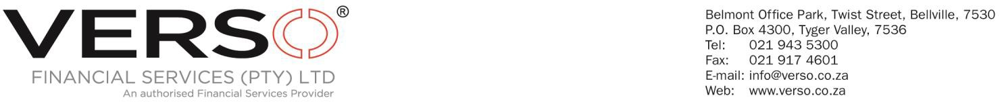 VERSO®
FINANCIAL SERVICES (PTY) LTD
An authorised Financial Services Provider
Belmont Office Park, Twist Street, Bellville, 7530
P.O. Box 4300, Tyger Valley, 7536
Tel: 021 943 5300
Fax: 021 917 4601
E-mail: info@verso.co.za
Web: www.verso.co.za